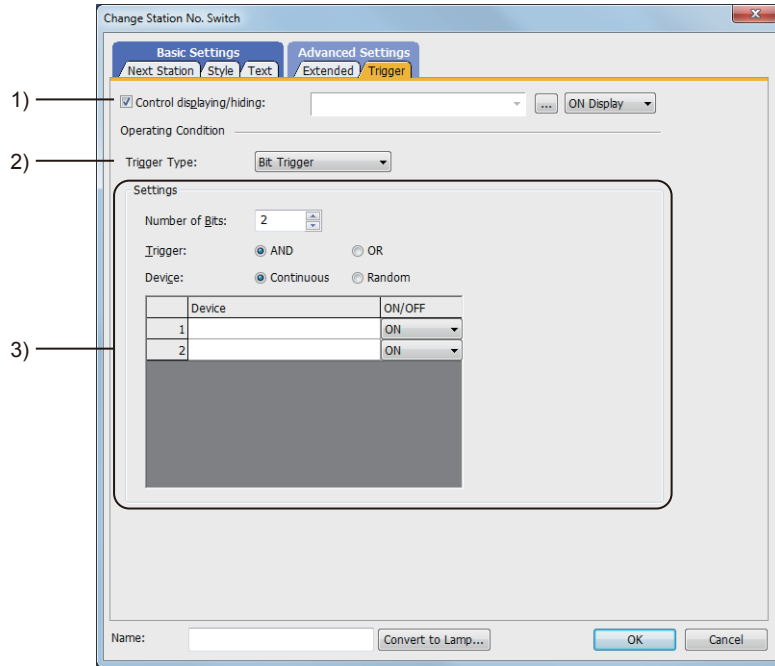 Change Station No. Switch
x
Basic Settings Advanced Settings
Next Station Style Text Extended Trigger
1) Control displaying/hiding: ... ON Display
Operating Condition
2) Trigger Type: Bit Trigger
Settings
Number of Bits: 2
Trigger: AND OR
Device: Continuous Random
Device ON/OFF
1 ON
3) 2 ON
Name: Convert to Lamp... OK Cancel